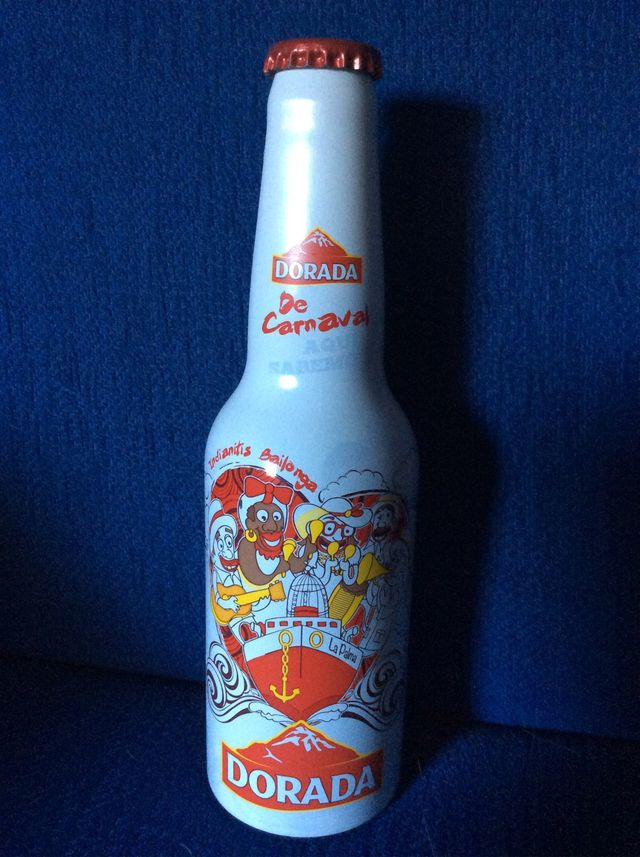 DORADA
De
Carnaval
Indianitis Bailonga
La Palma
DORADA